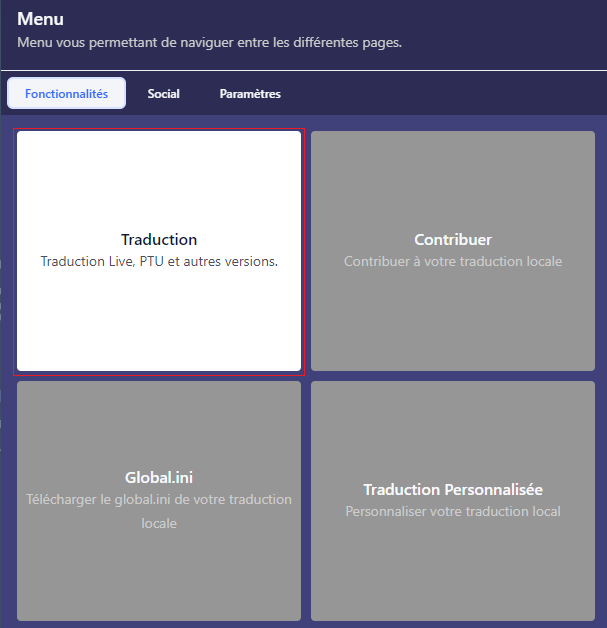 Menu
Menu vous permettant de naviguer entre les différentes pages.
Fonctionnalités Social Paramètres
Traduction
Traduction Live, PTU et autres versions.
Contribuer
Contribuer à votre traduction locale
Global.ini
Télécharger le global.ini de votre traduction
locale
Traduction Personnalisée
Personnaliser votre traduction local